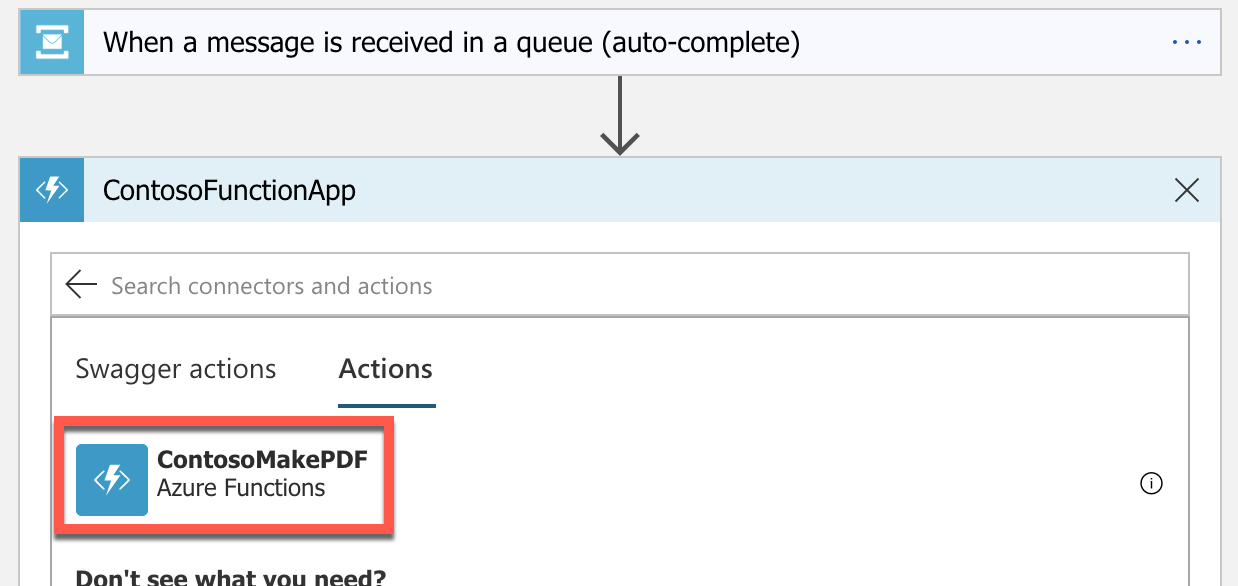 When a message is received in a queue (auto-complete)
ContosoFunctionApp
Search connectors and actions
Swagger actions Actions
ContosoMakePDF
Azure Functions
Don't see what you need?